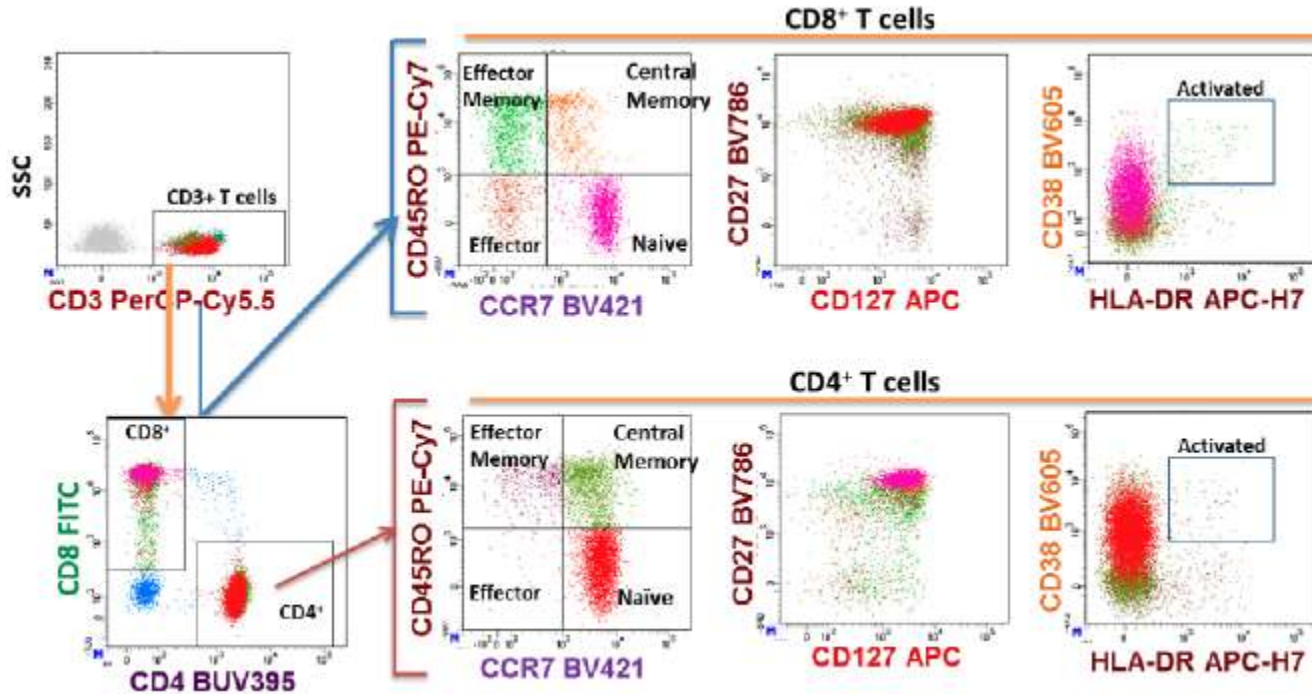 CD8⁺ T cells
SSC
CD3+ T cells
CD3 PerCP-Cy5.5
CD45RO PE-Cy7
Effector Memory
Central Memory
Effector
Naive
CCR7 BV421
CD27 BV786
CD127 APC
CD38 BV605
Activated
HLA-DR APC-H7
CD4⁺ T cells
CD8 FITC
CD8⁺
CD4⁺
CD4 BUV395
CD45RO PE-Cy7
Effector Memory
Central Memory
Effector
Naïve
CCR7 BV421
CD27 BV786
CD127 APC
CD38 BV605
Activated
HLA-DR APC-H7